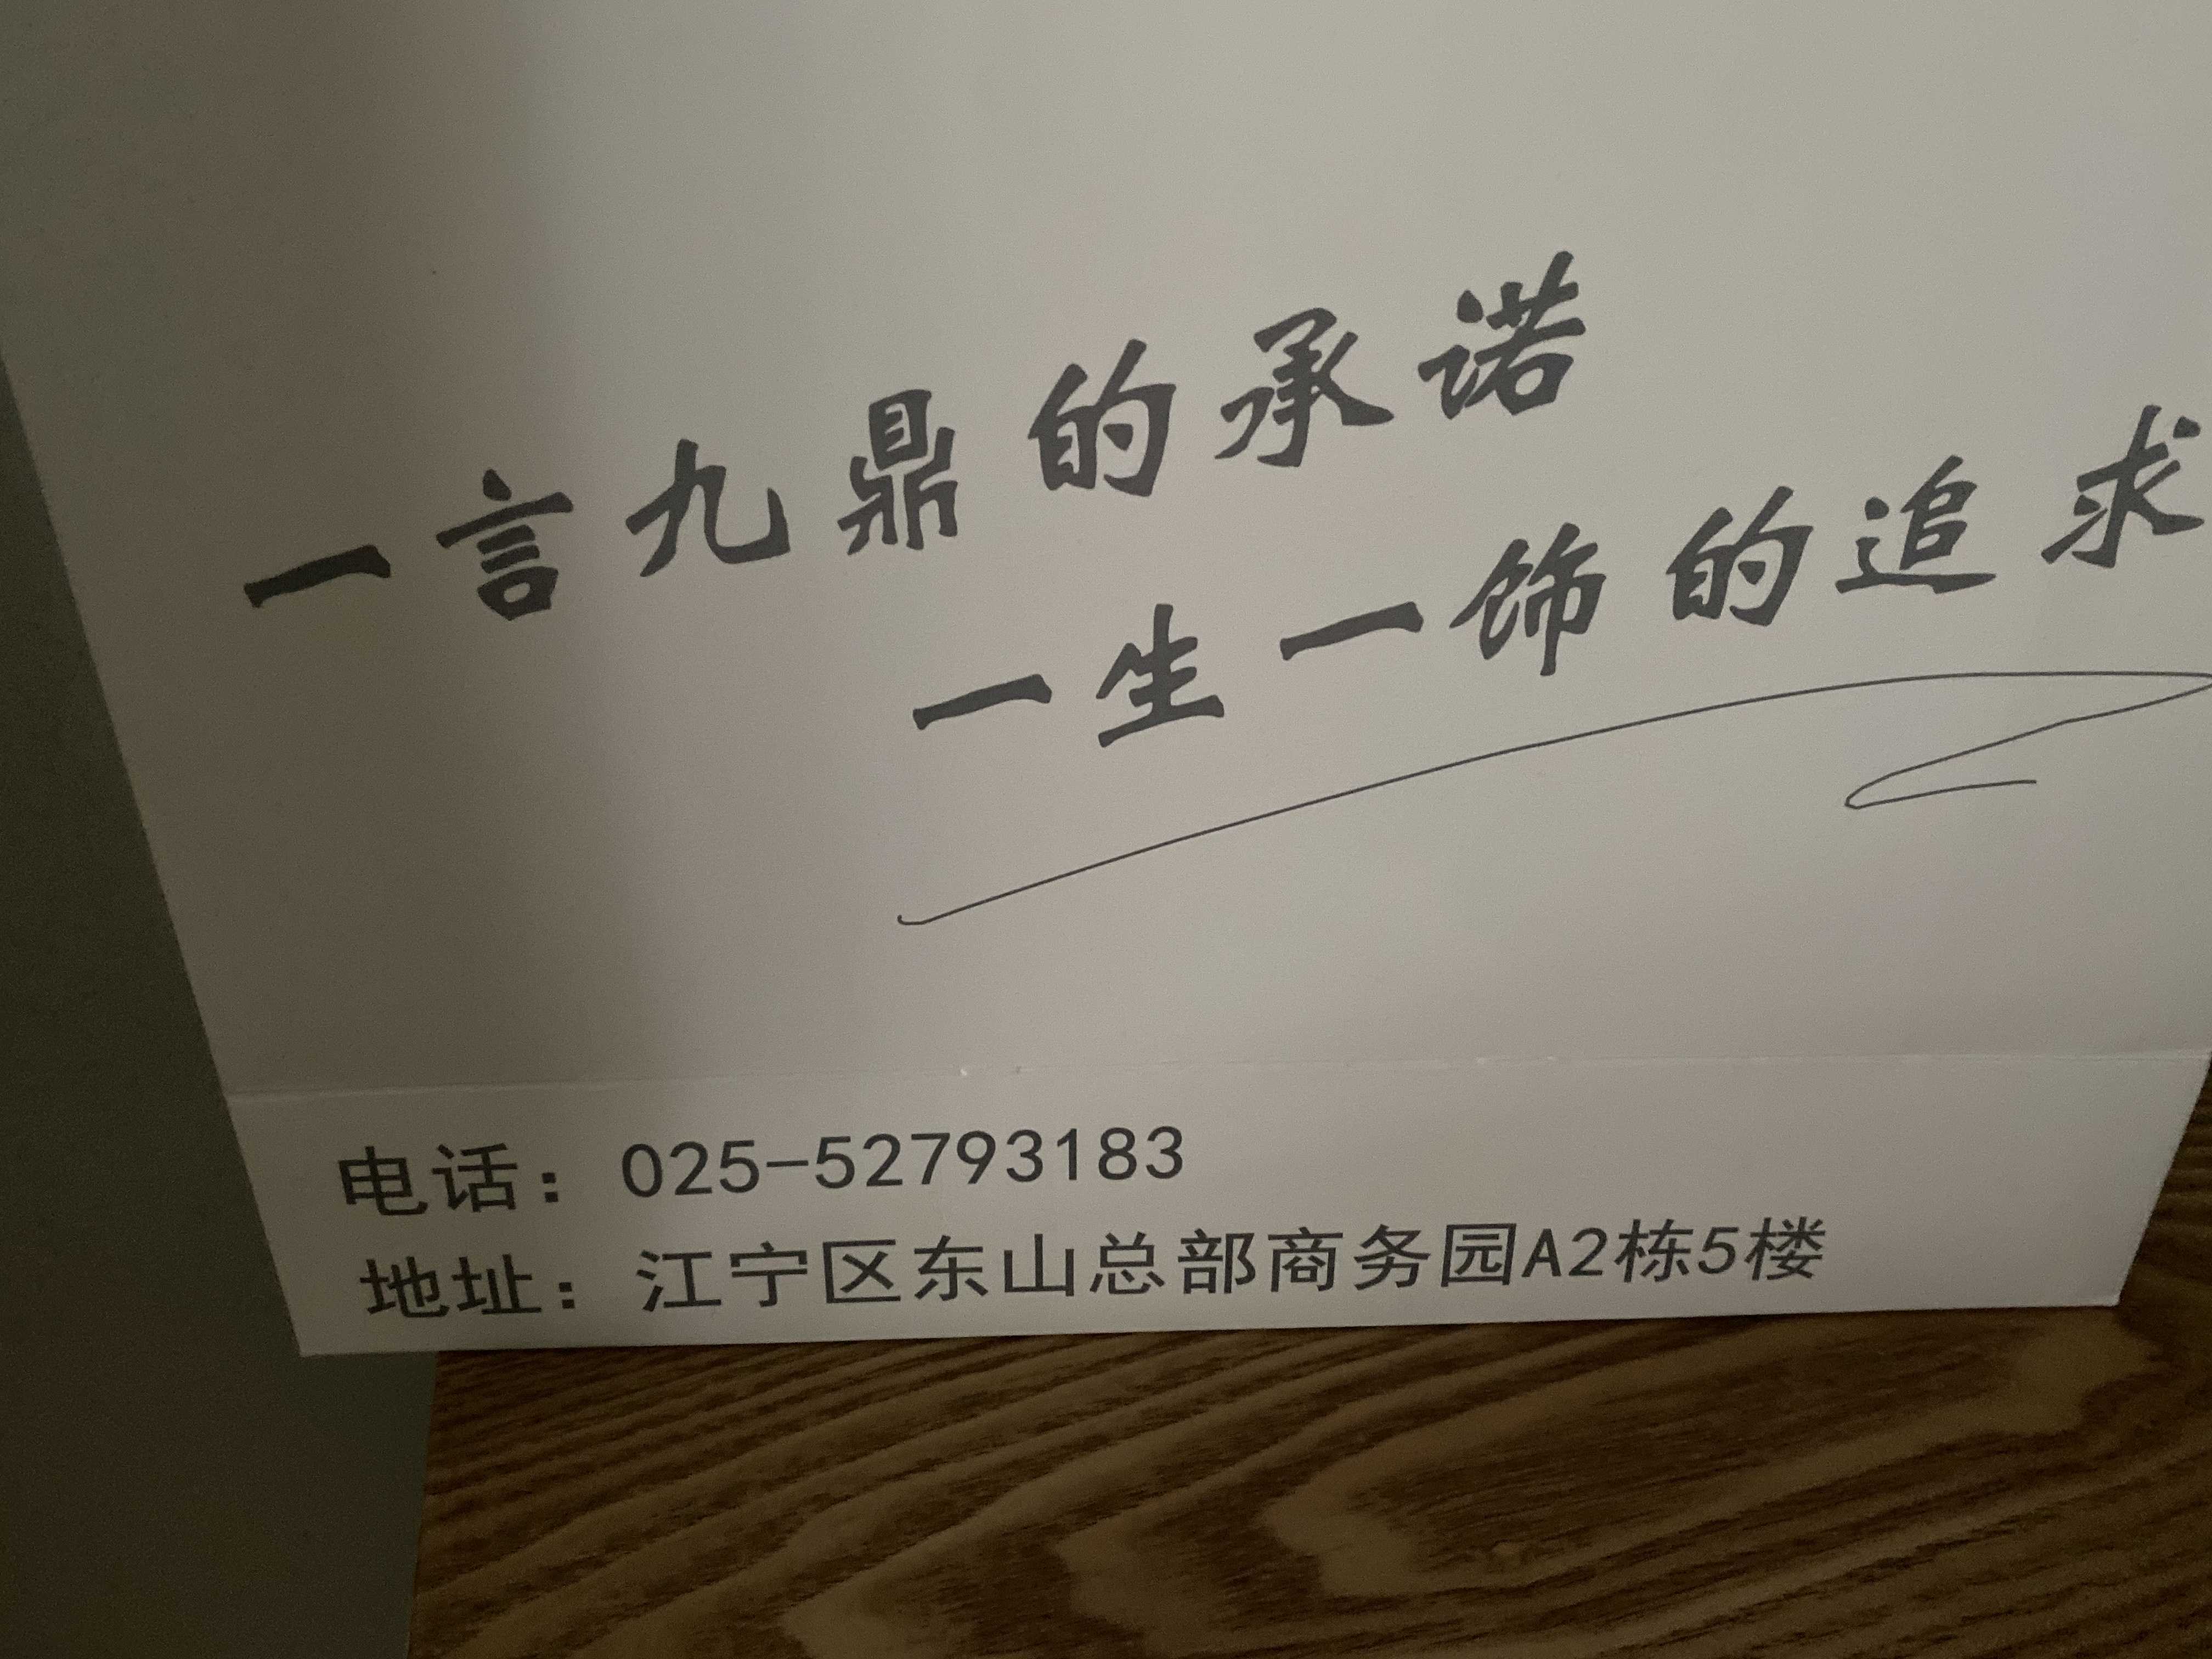 一言九鼎的承诺
一生一饰的追求
电话：025-52793183
地址：江宁区东山总部商务园A2栋5楼